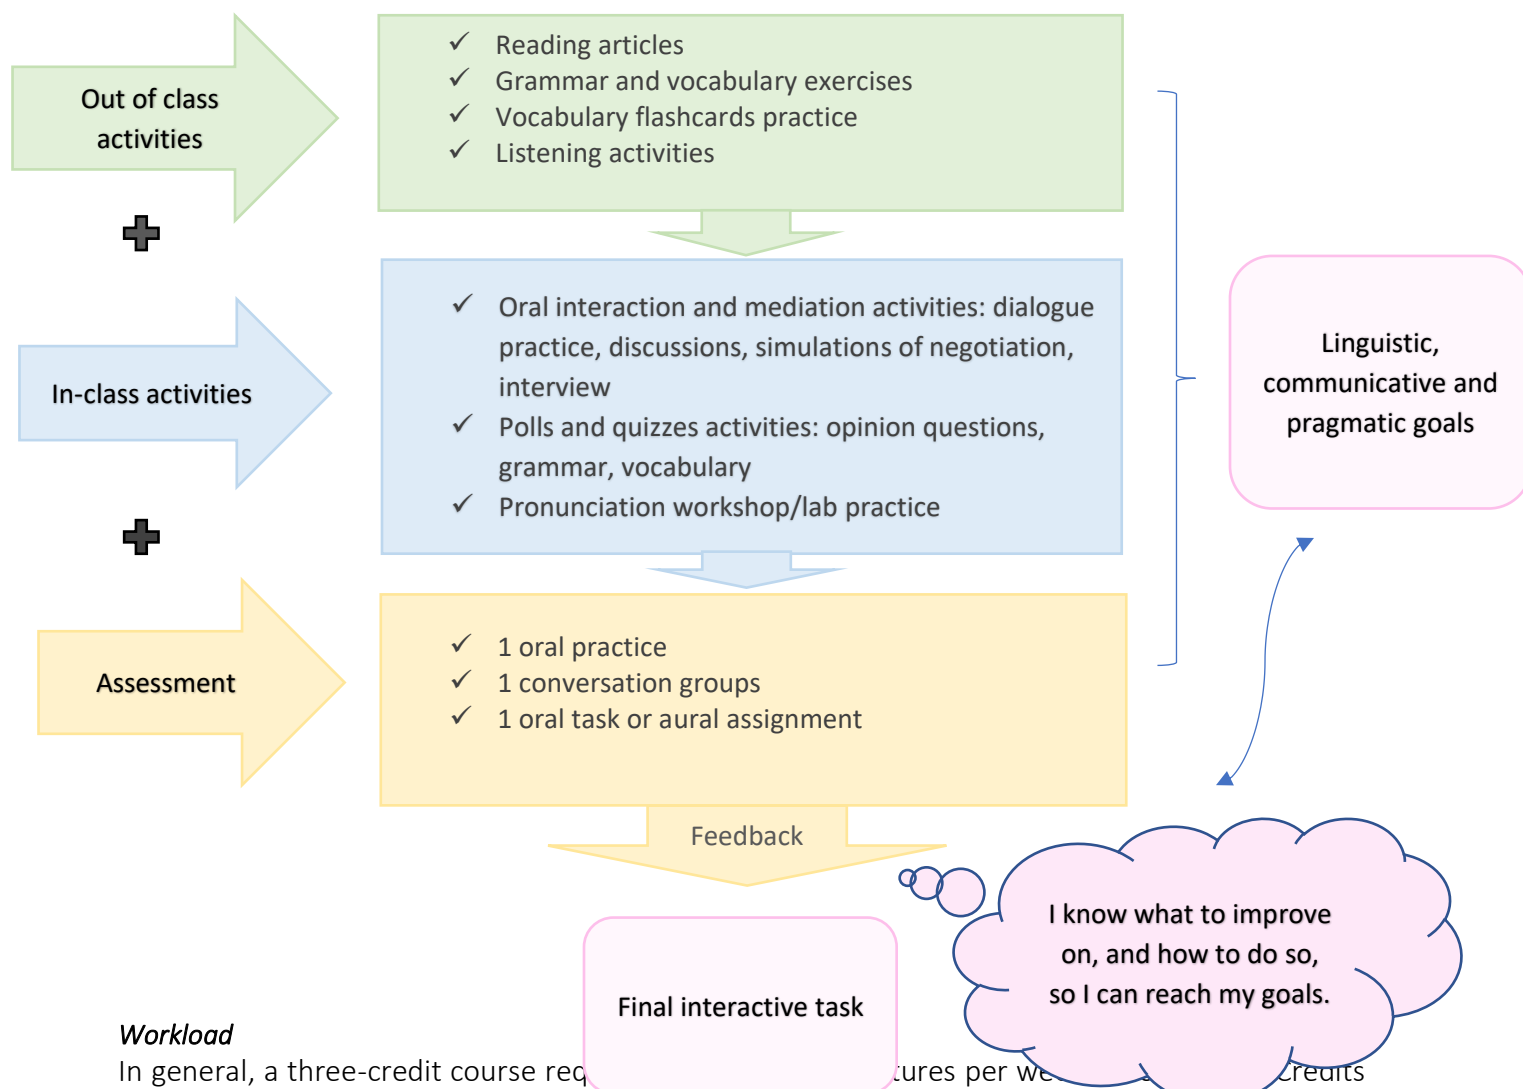 Out of class
activities
✓ Reading articles
✓ Grammar and vocabulary exercises
✓ Vocabulary flashcards practice
✓ Listening activities
In-class activities
✓ Oral interaction and mediation activities: dialogue
practice, discussions, simulations of negotiation,
interview
✓ Polls and quizzes activities: opinion questions,
grammar, vocabulary
✓ Pronunciation workshop/lab practice
Linguistic,
communicative and
pragmatic goals
Assessment
✓ 1 oral practice
✓ 1 conversation groups
✓ 1 oral task or aural assignment
Feedback
I know what to improve
on, and how to do so,
so I can reach my goals.
Final interactive task
Workload
In general, a three-credit course per